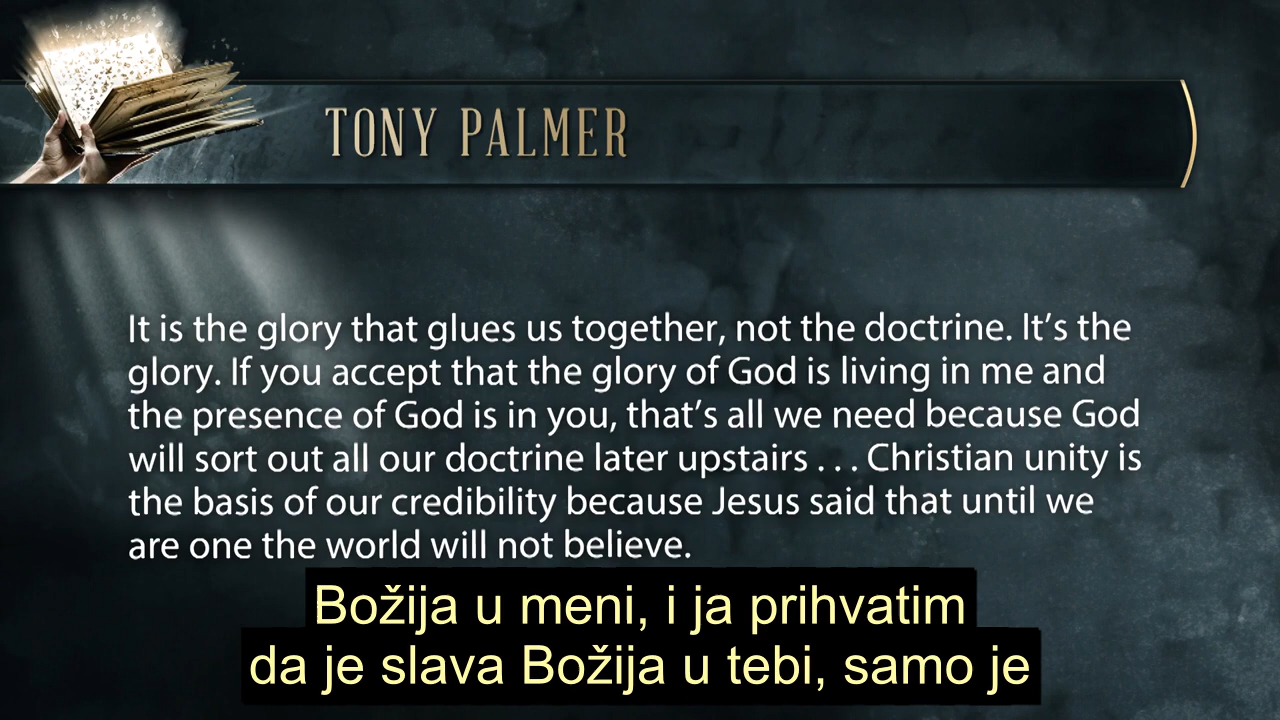 TONY PALMER
It is the glory that glues us together, not the doctrine. It’s the
glory. If you accept that the glory of God is living in me and
the presence of God is in you, that’s all we need because God
will sort out all our doctrine later upstairs . . . Christian unity is
the basis of our credibility because Jesus said that until we
are one the world will not believe.
Božija u meni, i ja prihvatim
da je slava Božija u tebi, samo je